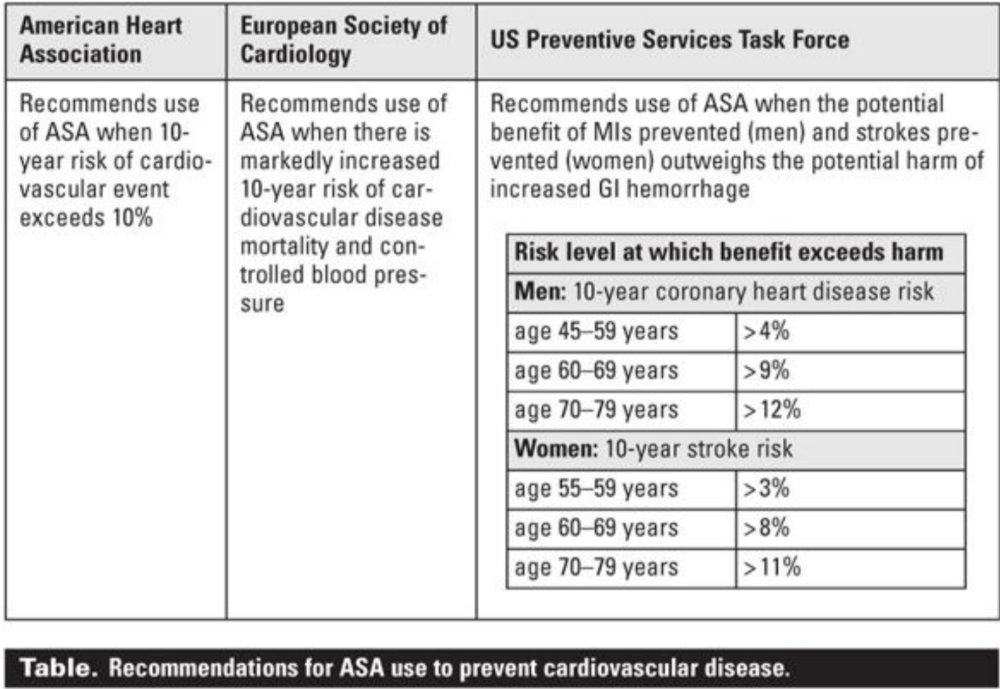 American Heart
Association
European Society of
Cardiology
US Preventive Services Task Force
Recommends use
of ASA when 10-
year risk of cardio-
vascular event
exceeds 10%
Recommends use of
ASA when there is
markedly increased
10-year risk of car-
diovascular disease
mortality and con-
trolled blood pres-
sure
Recommends use of ASA when the potential
benefit of MIs prevented (men) and strokes pre-
vented (women) outweighs the potential harm of
increased GI hemorrhage
Risk level at which benefit exceeds harm
Men: 10-year coronary heart disease risk
age 45–59 years >4%
age 60–69 years >9%
age 70–79 years >12%
Women: 10-year stroke risk
age 55–59 years >3%
age 60–69 years >8%
age 70–79 years >11%
Table. Recommendations for ASA use to prevent cardiovascular disease.